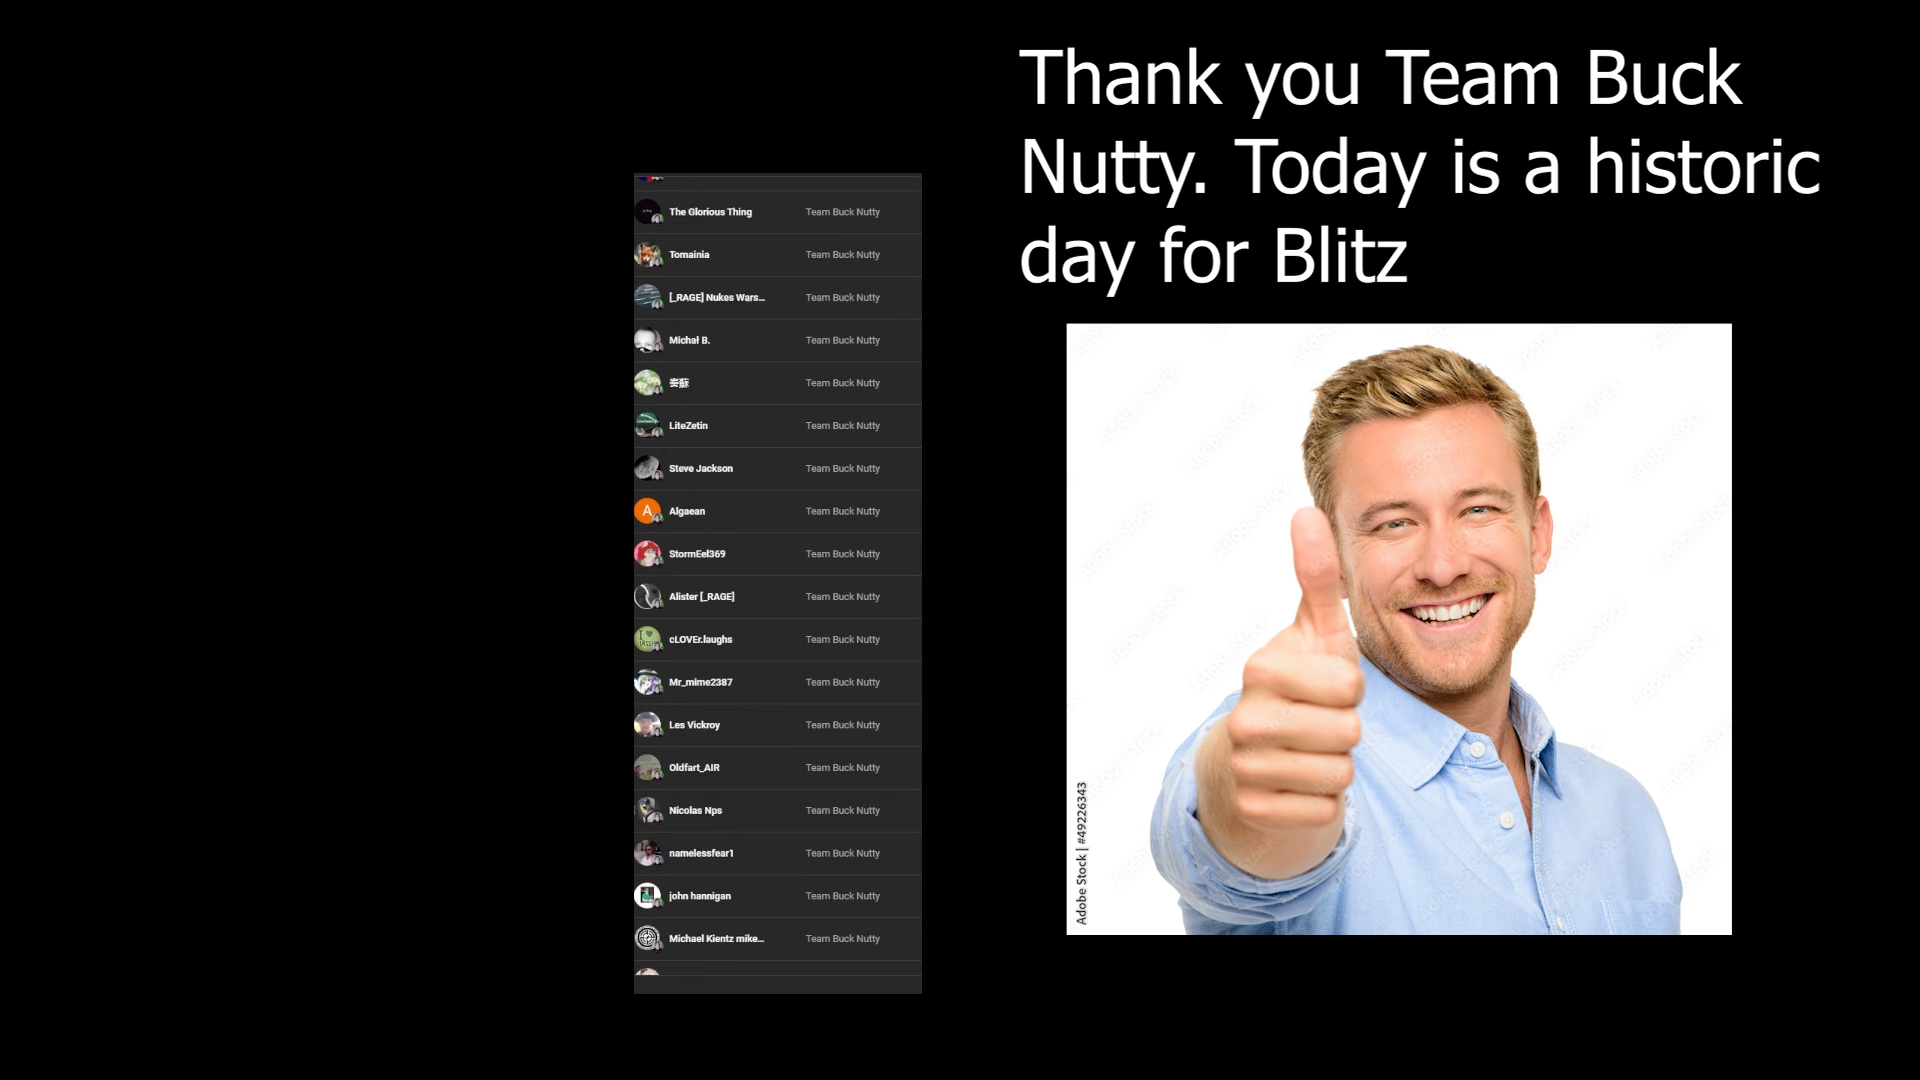 Thank you Team Buck
Nutty. Today is a historic
day for Blitz
The Glorious Thing Team Buck Nutty
Tomainia Team Buck Nutty
[_RAGE] Nukes Wars... Team Buck Nutty
Michał B. Team Buck Nutty
Team Buck Nutty
LiteZetin Team Buck Nutty
Steve Jackson Team Buck Nutty
A Algaean Team Buck Nutty
StormEel369 Team Buck Nutty
Alister [_RAGE] Team Buck Nutty
cLOVEr.laughs Team Buck Nutty
Mr_mime2387 Team Buck Nutty
Les Vickroy Team Buck Nutty
Oldfart_AIR Team Buck Nutty
Nicolas Nps Team Buck Nutty
namelessfear1 Team Buck Nutty
john hannigan Team Buck Nutty
Michael Kientz mike... Team Buck Nutty
Adobe Stock | #49226343